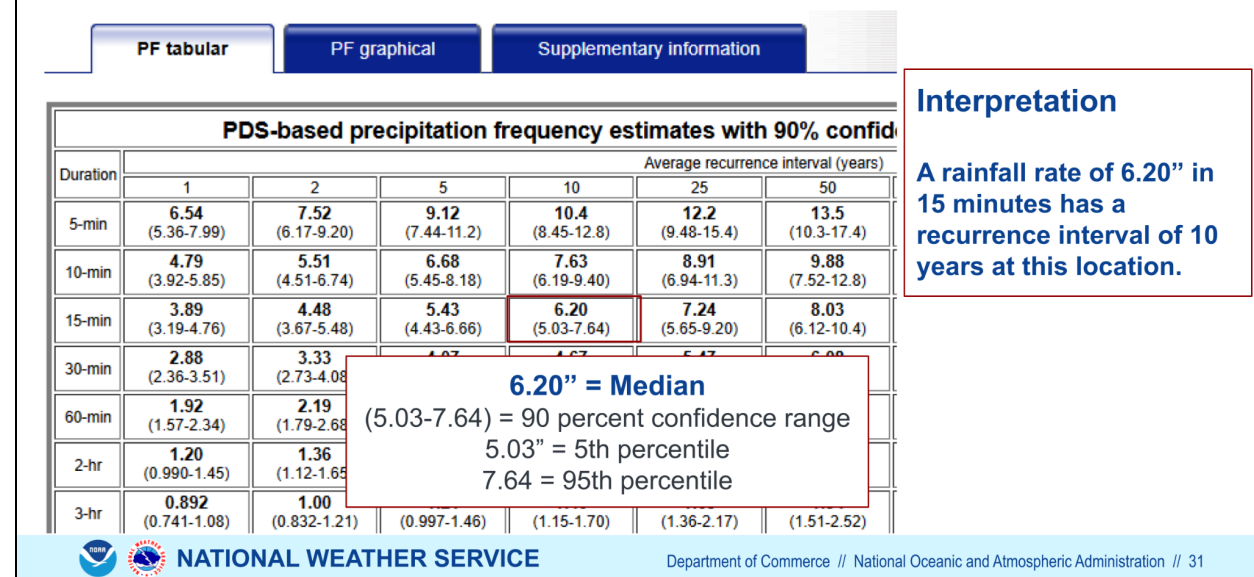 PF tabular PF graphical Supplementary information
PDS-based precipitation frequency estimates with 90% confid
Duration Average recurrence interval (years)
1 2 5 10 25 50
5-min 6.54 7.52 9.12 10.4 12.2 13.5
(5.36-7.99) (6.17-9.20) (7.44-11.2) (8.45-12.8) (9.48-15.4) (10.3-17.4)
10-min 4.79 5.51 6.68 7.63 8.91 9.88
(3.92-5.85) (4.51-6.74) (5.45-8.18) (6.19-9.40) (6.94-11.3) (7.52-12.8)
15-min 3.89 4.48 5.43 6.20 7.24 8.03
(3.19-4.76) (3.67-5.48) (4.43-6.66) (5.03-7.64) (5.65-9.20) (6.12-10.4)
30-min 2.88 3.33
(2.36-3.51) (2.73-4.08
60-min 1.92 2.19
(1.57-2.34) (1.79-2.68
2-hr 1.20 1.36
(0.990-1.45) (1.12-1.65
3-hr 0.892 1.00
(0.741-1.08) (0.832-1.21) (0.997-1.46) (1.15-1.70) (1.36-2.17) (1.51-2.52)
6.20” = Median
(5.03-7.64) = 90 percent confidence range
5.03” = 5th percentile
7.64 = 95th percentile
Interpretation
A rainfall rate of 6.20” in
15 minutes has a
recurrence interval of 10
years at this location.
NATIONAL WEATHER SERVICE
Department of Commerce // National Oceanic and Atmospheric Administration // 31